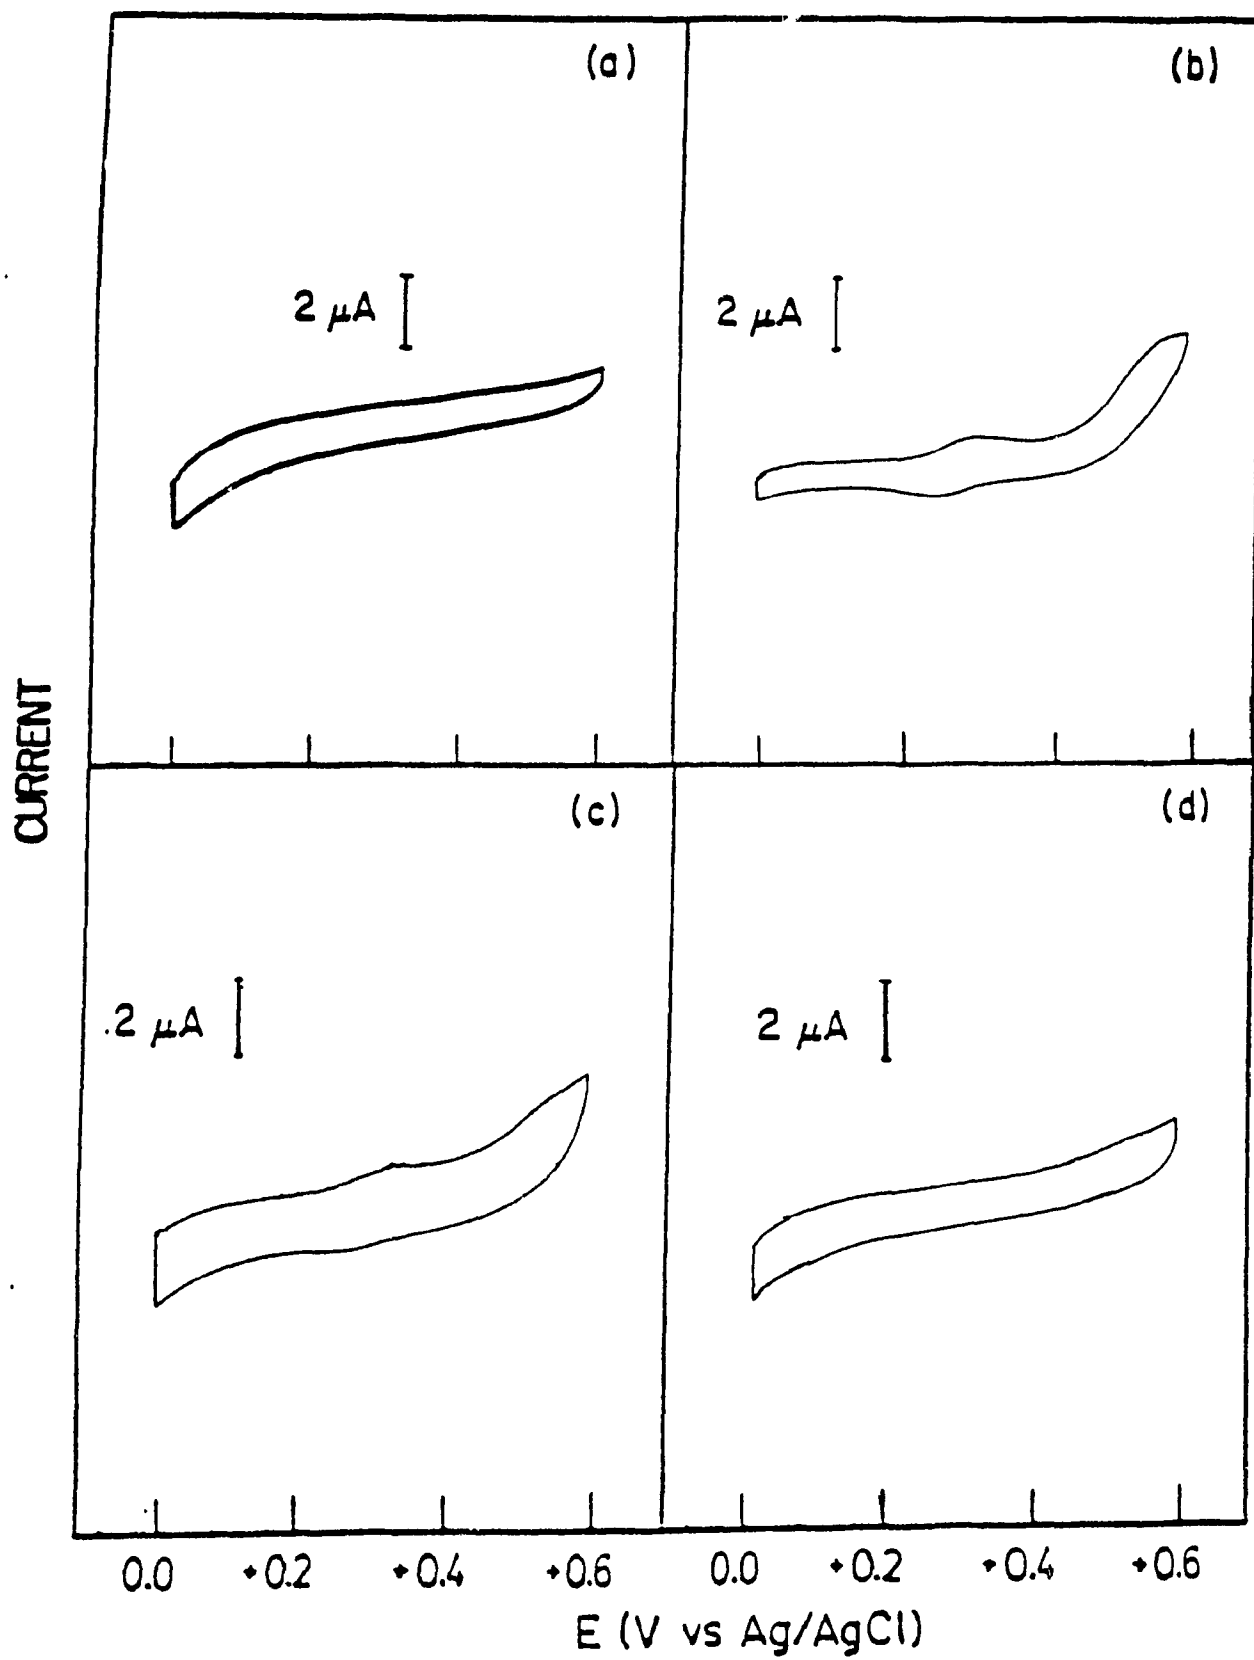 (a)
(b)
2 μA
2 μA
CURRENT
(c)
(d)
.2 μA
2 μA
0.0 +0.2 +0.4 +0.6 0.0 +0.2 +0.4 +0.6
E (V vs Ag/AgCl)